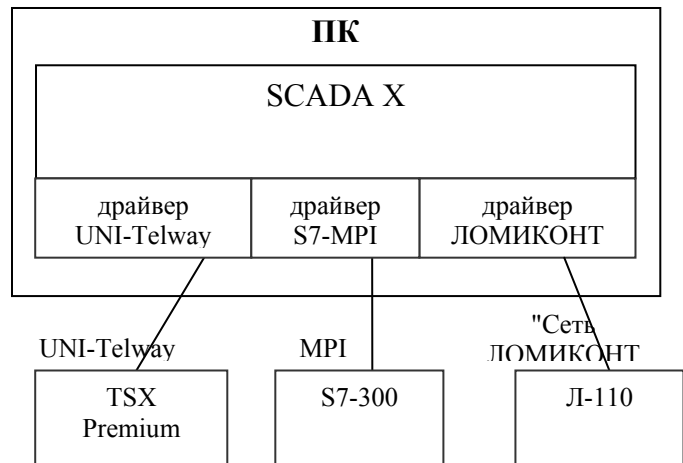 ПК
SCADA X
драйвер
UNI-Telway
драйвер
S7-MPI
драйвер
ЛОМИКОНТ
UNI-Telway
MPI
"Сеть
ЛОМИКОНТ
TSX
Premium
S7-300
Л-110